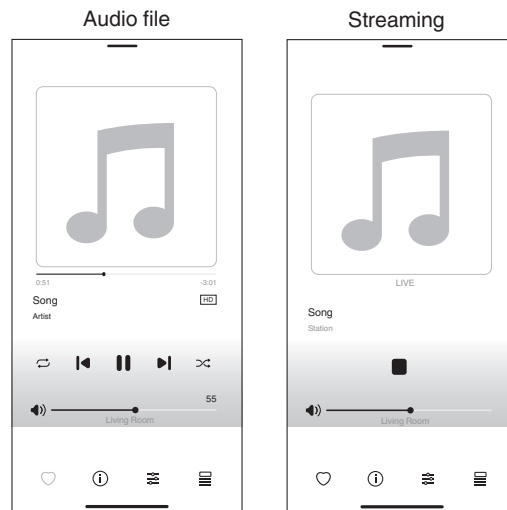 Audio file
0:51 -3:01
Song HD
Artist
55
Living Room
Streaming
LIVE
Song
Station
Living Room